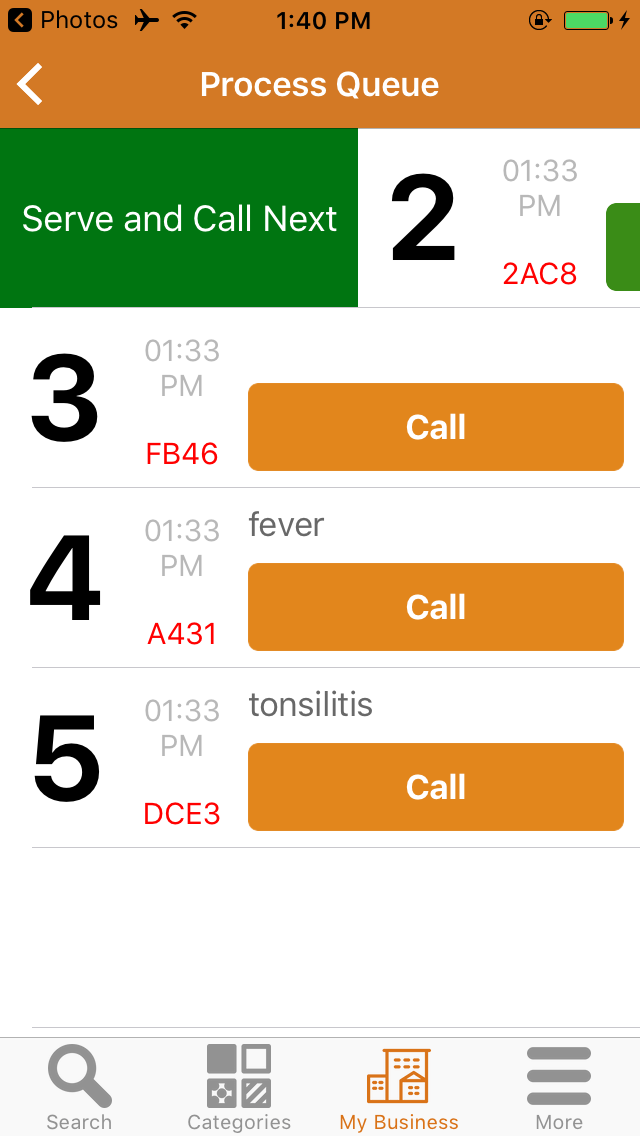 Photos 1:40 PM
Process Queue
Serve and Call Next
2
01:33
PM
2AC8
3
01:33
PM
FB46
Call
4
01:33
PM
A431
fever
Call
5
01:33
PM
DCE3
tonsilitis
Call
Search Categories My Business More